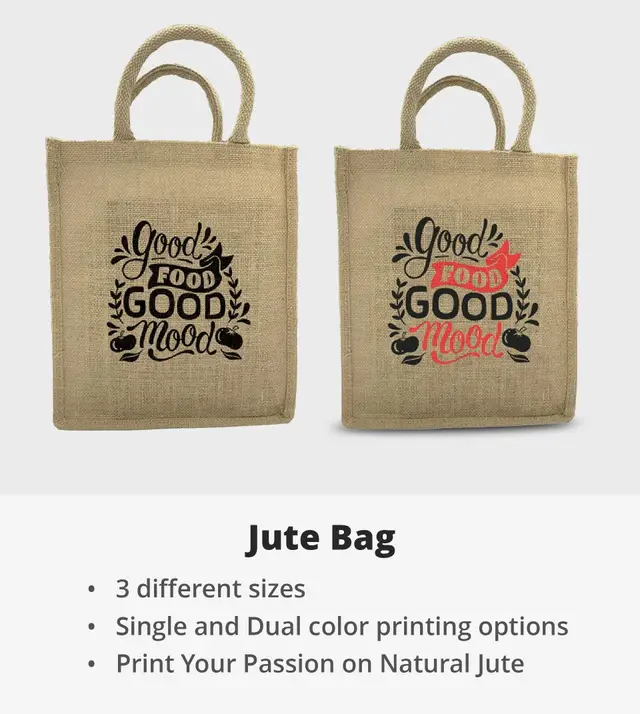 Good
FOOD
GOOD
Mood
Good
FOOD
GOOD
Mood
Jute Bag
• 3 different sizes
• Single and Dual color printing options
• Print Your Passion on Natural Jute